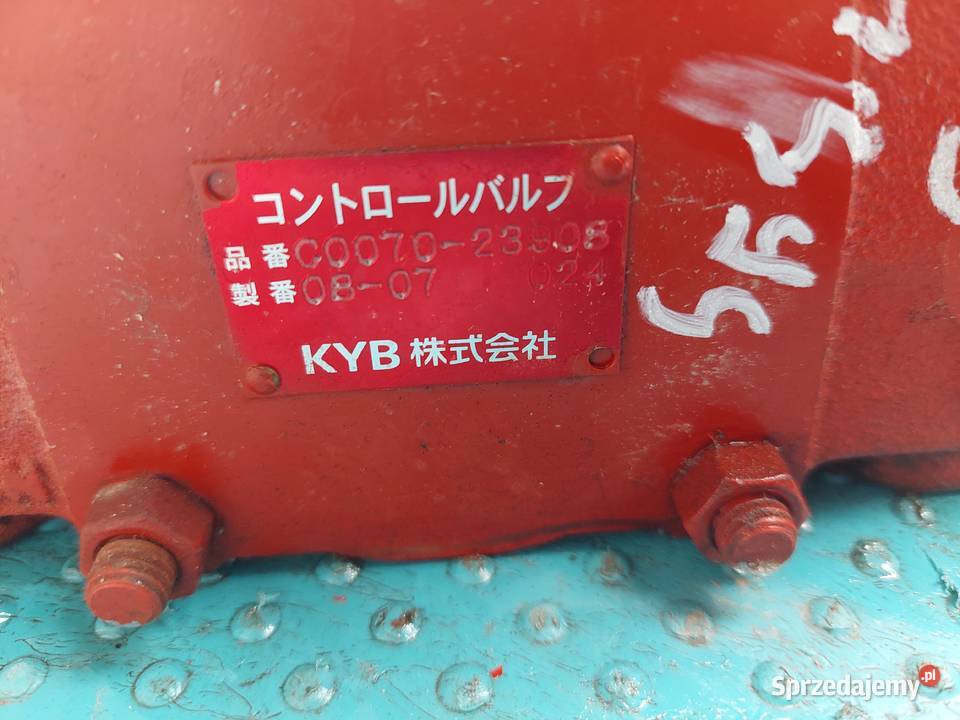 コントロールバルブ
品番 C0070-23908
製番 08-07 024
KYB 株式会社
Sprzedajemy.pl